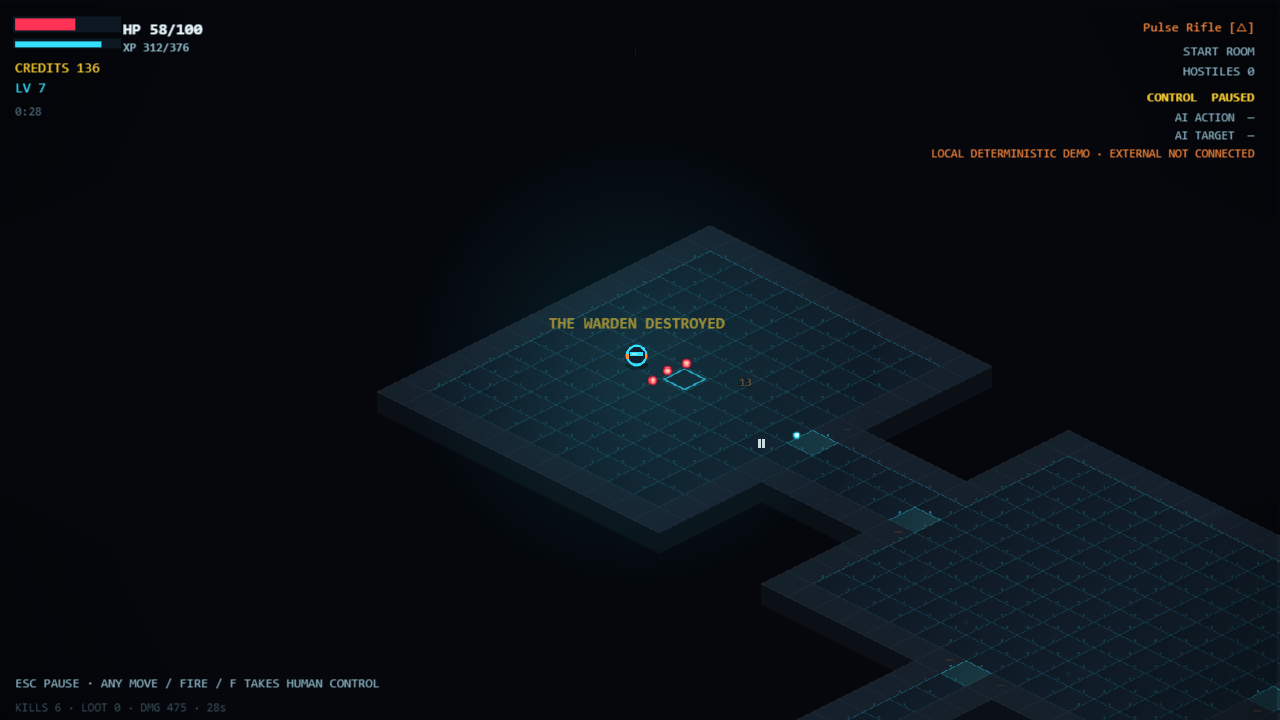 HP 58/100
XP 312/376
CREDITS 136
LV 7
0:28
Pulse Rifle [△]
START ROOM
HOSTILES 0
CONTROL PAUSED
AI ACTION —
AI TARGET —
LOCAL DETERMINISTIC DEMO · EXTERNAL NOT CONNECTED
THE WARDEN DESTROYED
13
ESC PAUSE · ANY MOVE / FIRE / F TAKES HUMAN CONTROL
KILLS 6 · LOOT 0 · DMG 475 · 28s